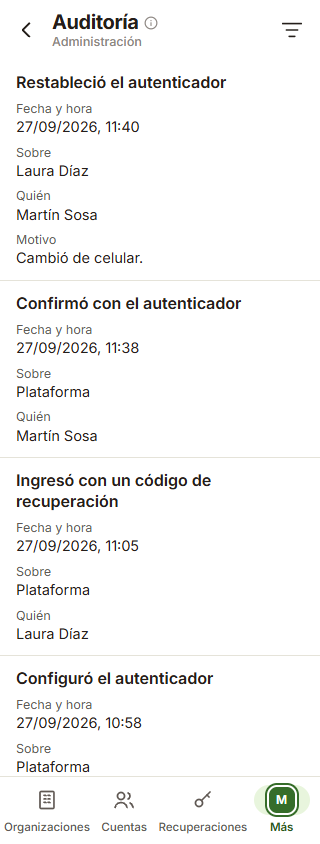 Auditoría
Administración
Restableció el autenticador
Fecha y hora
27/09/2026, 11:40
Sobre
Laura Díaz
Quién
Martín Sosa
Motivo
Cambió de celular.
Confirmó con el autenticador
Fecha y hora
27/09/2026, 11:38
Sobre
Plataforma
Quién
Martín Sosa
Ingresó con un código de
recuperación
Fecha y hora
27/09/2026, 11:05
Sobre
Plataforma
Quién
Laura Díaz
Configuró el autenticador
Fecha y hora
27/09/2026, 10:58
Sobre
Plataforma
M
Organizaciones Cuentas Recuperaciones Más